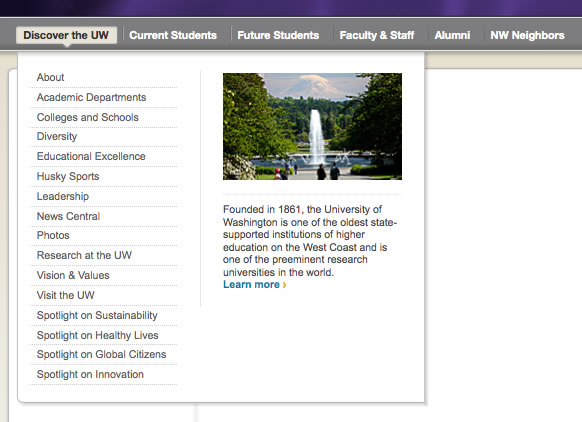 Discover the UW
Current Students
Future Students
Faculty & Staff
Alumni
NW Neighbors
About
Academic Departments
Colleges and Schools
Diversity
Educational Excellence
Husky Sports
Leadership
News Central
Photos
Research at the UW
Vision & Values
Visit the UW
Spotlight on Sustainability
Spotlight on Healthy Lives
Spotlight on Global Citizens
Spotlight on Innovation
Founded in 1861, the University of
Washington is one of the oldest state-
supported institutions of higher
education on the West Coast and is
one of the preeminent research
universities in the world.
Learn more ›